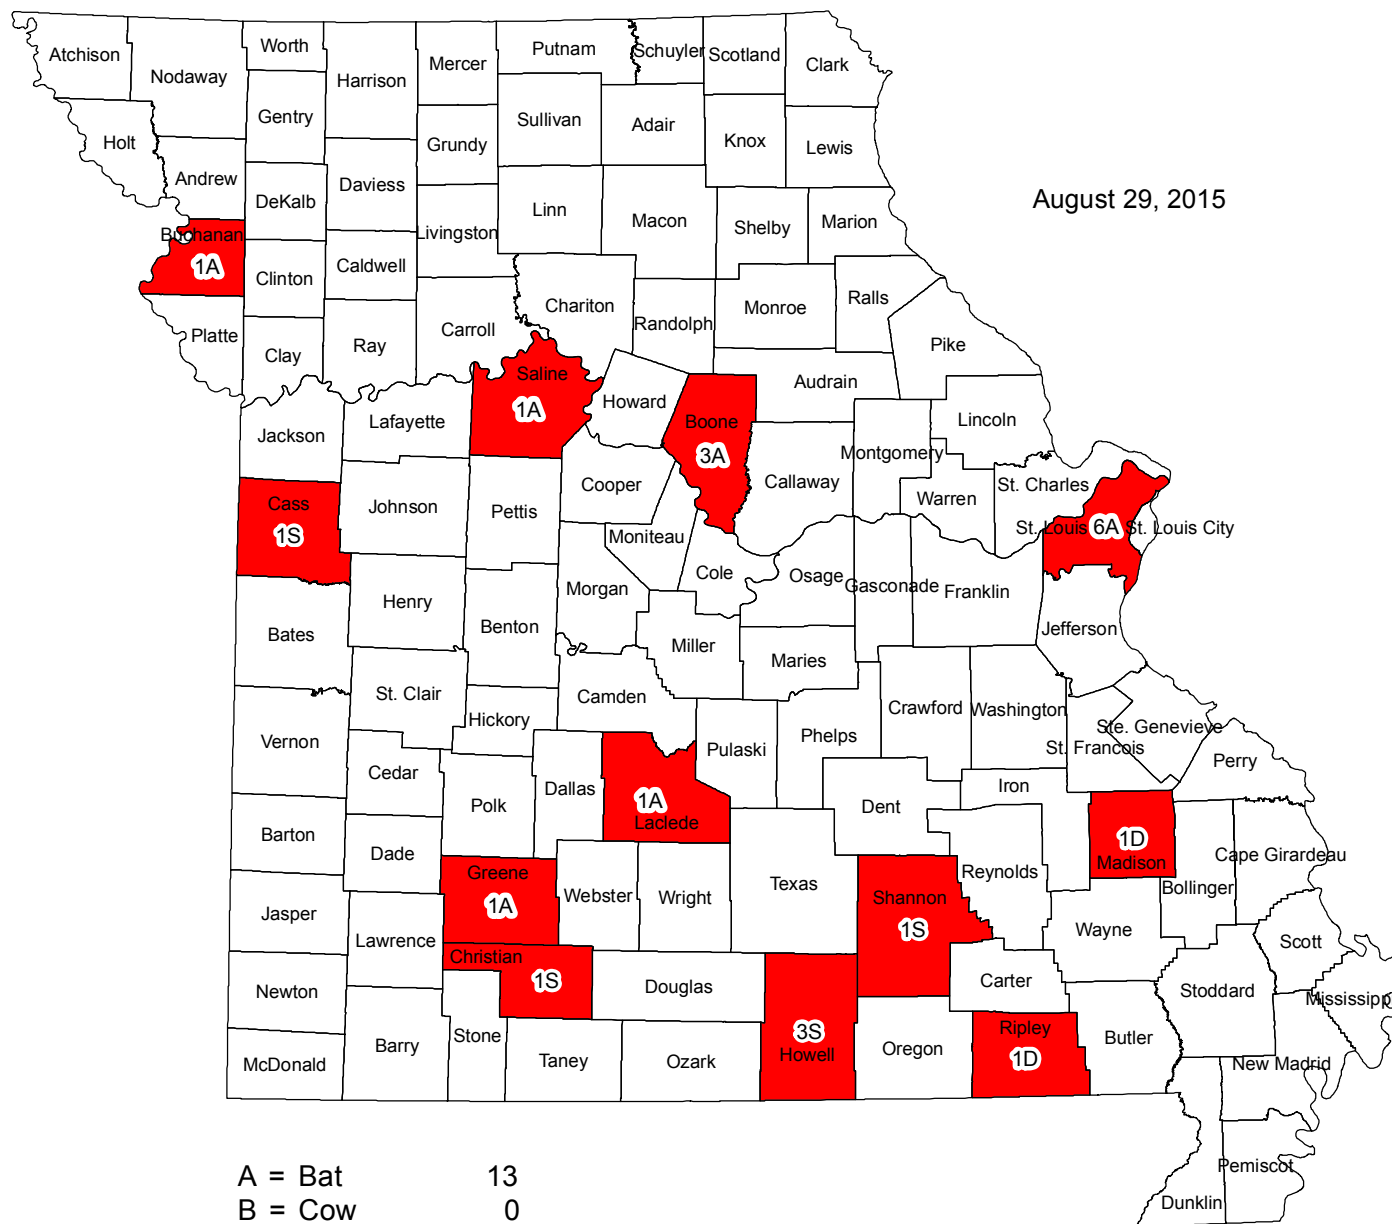 Atchison
Nodaway
Worth
Harrison
Mercer
Putnam
Schuyler
Scotland
Clark
Holt
Gentry
Sullivan
Adair
Knox
Lewis
Grundy
Andrew
DeKalb
Daviess
Linn
Macon
Shelby
Marion
August 29, 2015
Livingston
Buchanan
1A
Clinton
Caldwell
Chariton
Randolph
Monroe
Ralls
Platte
Clay
Ray
Carroll
Pike
Saline
1A
Howard
Boone
3A
Audrain
Lincoln
Jackson
Lafayette
Cooper
Callaway
Montgomery
Warren
St. Charles
St. Louis
6A
St. Louis City
Cass
1S
Johnson
Pettis
Moniteau
Cole
Osage
Gasconade
Franklin
Jefferson
Henry
Morgan
Benton
Bates
Miller
Maries
St. Clair
Camden
Hickory
Crawford
Washington
Ste. Genevieve
St. Francois
Vernon
Pulaski
Phelps
Perry
Cedar
Polk
Dallas
1A
Laclede
Dent
Iron
Barton
Dade
Greene
1A
Webster
Wright
Texas
Shannon
1S
Reynolds
1D
Madison
Cape Girardeau
Bollinger
Jasper
Lawrence
Christian
1S
Wayne
Scott
Newton
Douglas
Carter
Stoddard
Mississippi
3S
Howell
McDonald
Barry
Stone
Taney
Ozark
Oregon
Ripley
1D
Butler
New Madrid
Pemiscot
Dunklin
A = Bat 13
B = Cow 0